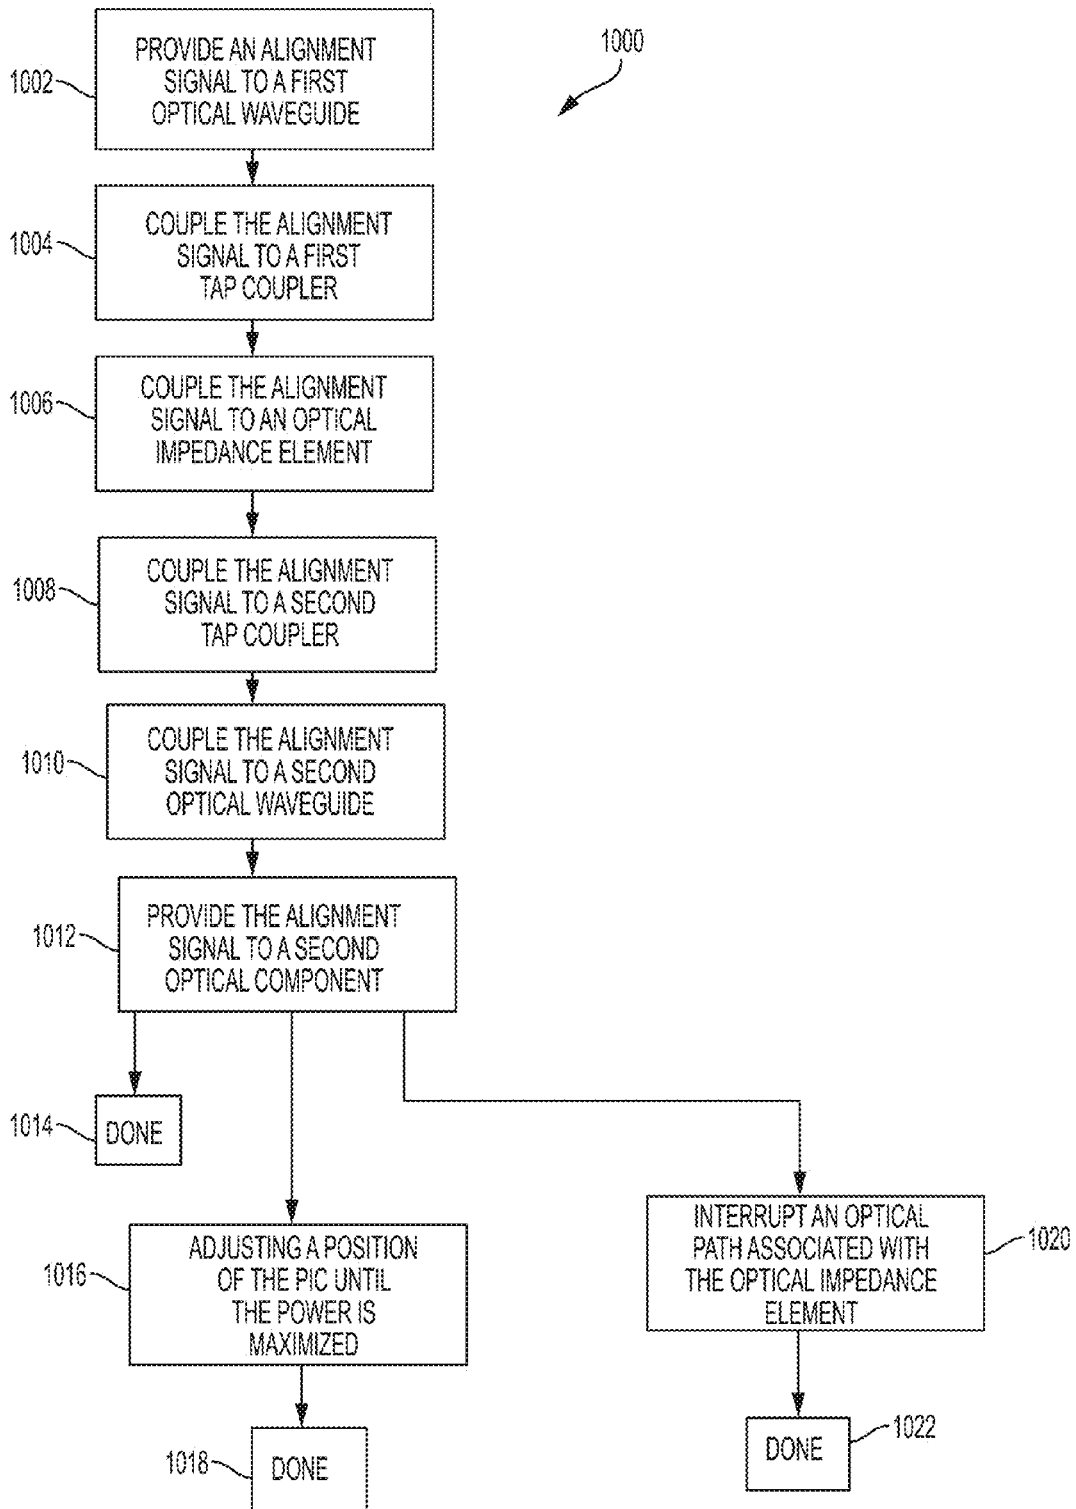 1000
1002
PROVIDE AN ALIGNMENT
SIGNAL TO A FIRST
OPTICAL WAVEGUIDE
1004
COUPLE THE ALIGNMENT
SIGNAL TO A FIRST
TAP COUPLER
1006
COUPLE THE ALIGNMENT
SIGNAL TO AN OPTICAL
IMPEDANCE ELEMENT
1008
COUPLE THE ALIGNMENT
SIGNAL TO A SECOND
TAP COUPLER
1010
COUPLE THE ALIGNMENT
SIGNAL TO A SECOND
OPTICAL WAVEGUIDE
1012
PROVIDE THE ALIGNMENT
SIGNAL TO A SECOND
OPTICAL COMPONENT
1014
DONE
1016
ADJUSTING A POSITION
OF THE PIC UNTIL
THE POWER IS
MAXIMIZED
1018
DONE
INTERRUPT AN OPTICAL
PATH ASSOCIATED WITH
THE OPTICAL IMPEDANCE
ELEMENT
1020
DONE
1022